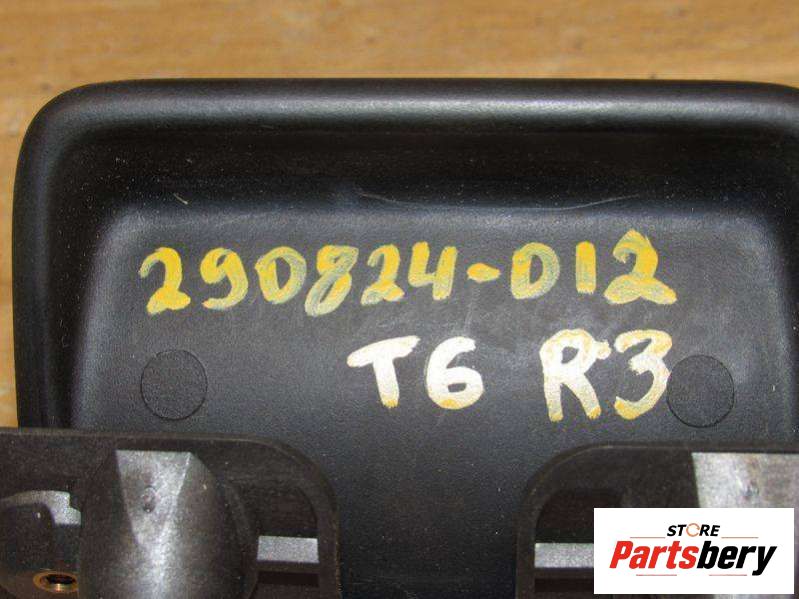 290824-D12
T6 R3
STORE
Partsbery